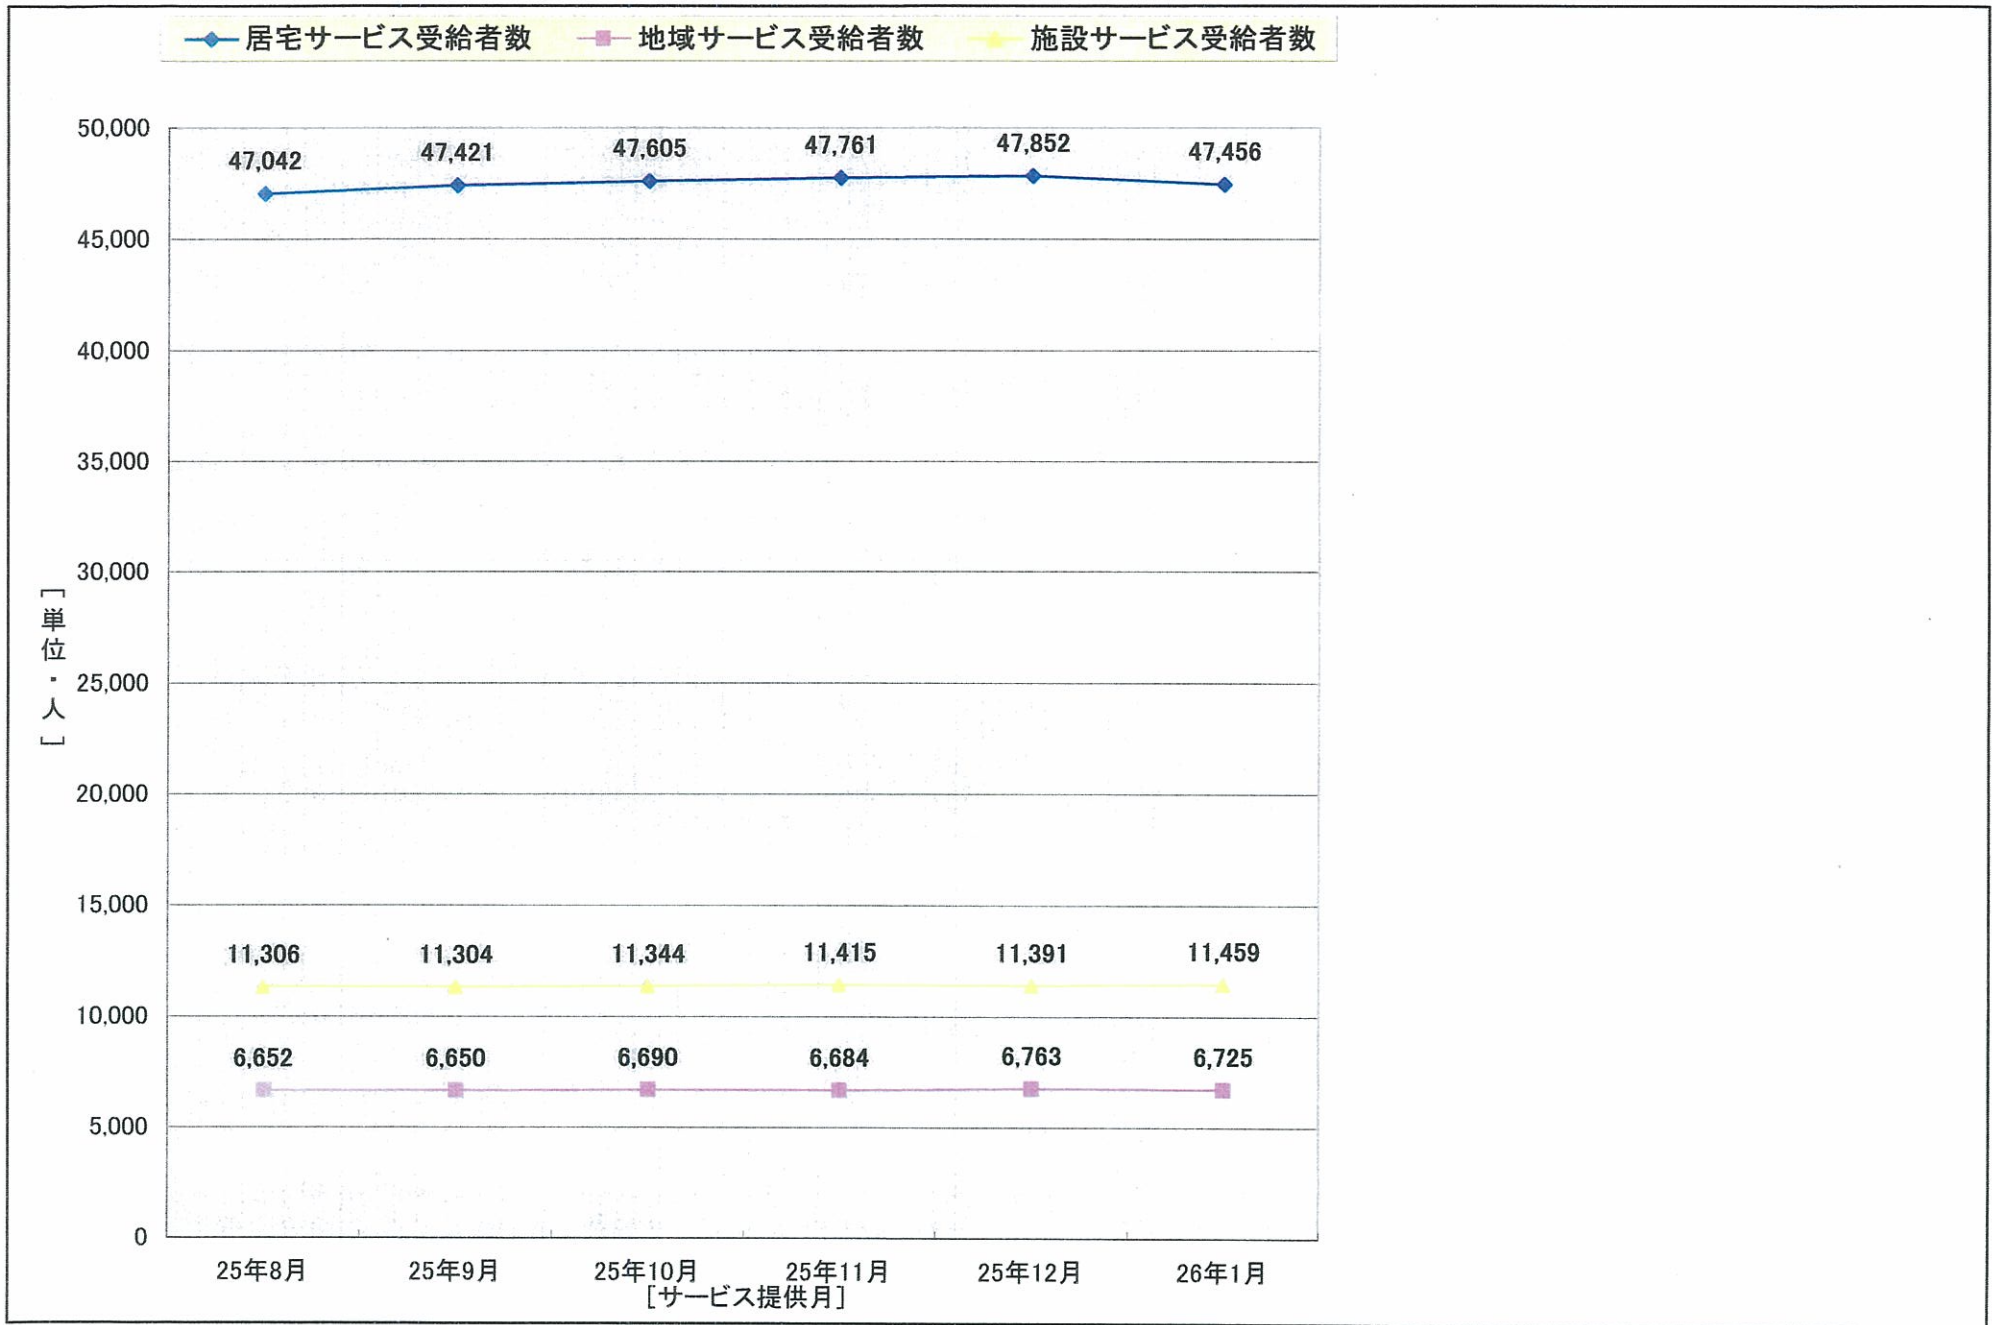 居宅サービス受給者数 地域サービス受給者数 施設サービス受給者数
50,000
47,042 47,421 47,605 47,761 47,852 47,456
45,000
40,000
35,000
30,000
[単位・人]
25,000
20,000
15,000
11,306 11,304 11,344 11,415 11,391 11,459
10,000
6,652 6,650 6,690 6,684 6,763 6,725
5,000
0
25年8月 25年9月 25年10月 25年11月 25年12月 26年1月
[サービス提供月]